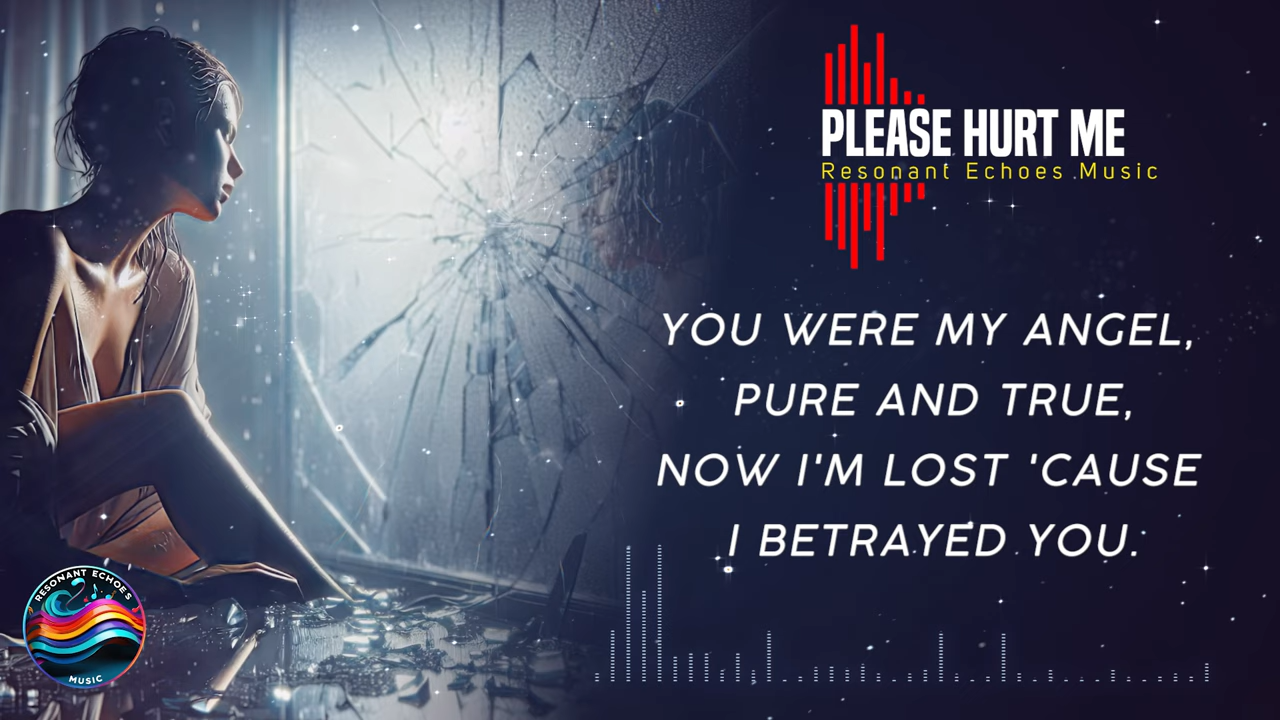 PLEASE HURT ME
Resonant Echoes Music
YOU WERE MY ANGEL,
PURE AND TRUE,
NOW I'M LOST 'CAUSE
I BETRAYED YOU.
RESONANT ECHOES
MUSIC